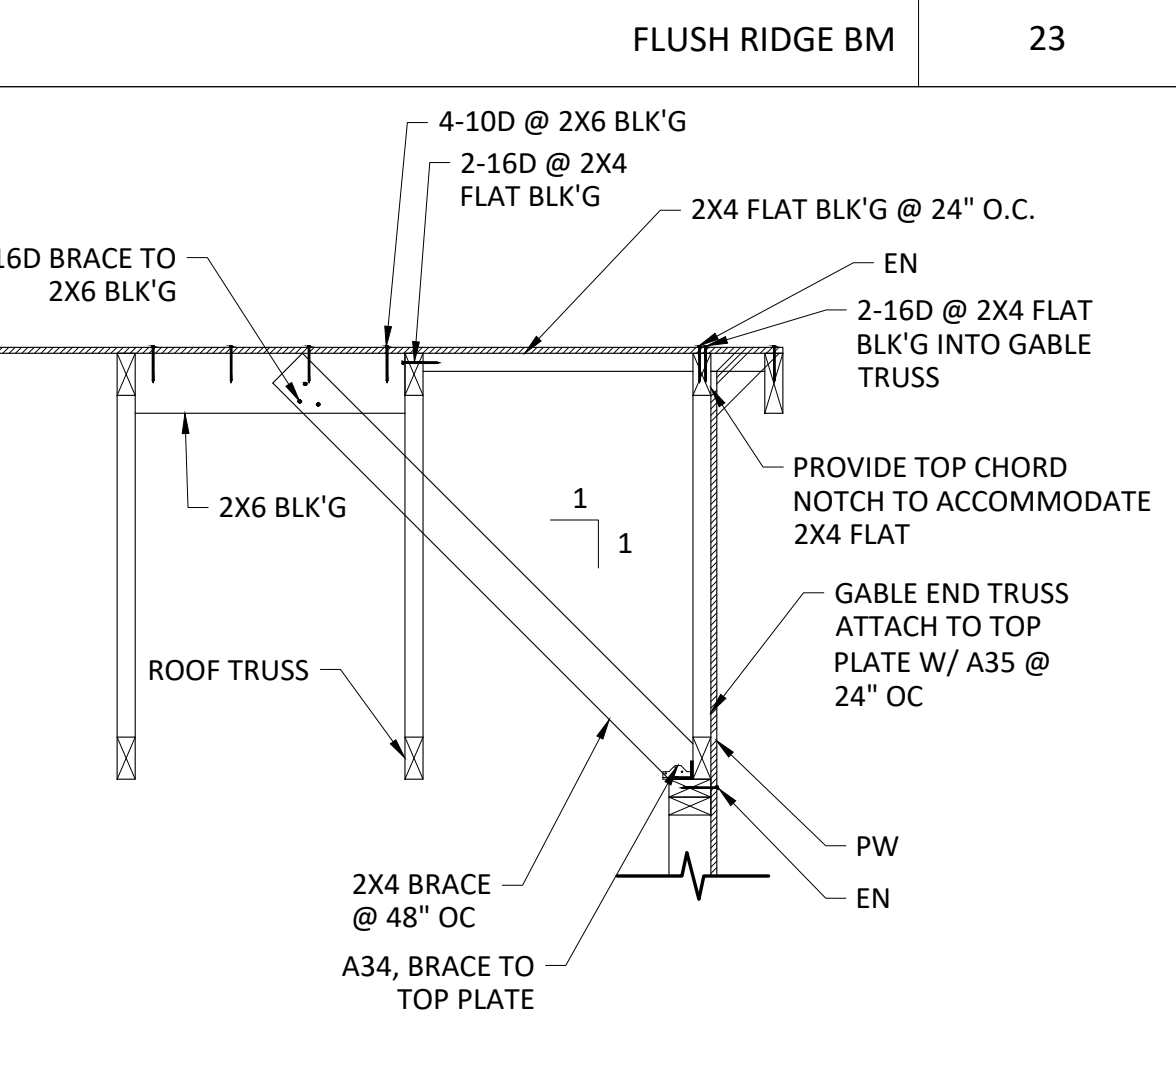 FLUSH RIDGE BM
23
4-10D @ 2X6 BLK'G
2-16D @ 2X4
FLAT BLK'G
2X4 FLAT BLK'G @ 24" O.C.
16D BRACE TO
2X6 BLK'G
EN
2-16D @ 2X4 FLAT
BLK'G INTO GABLE
TRUSS
PROVIDE TOP CHORD
NOTCH TO ACCOMMODATE
2X4 FLAT
2X6 BLK'G
1
1
GABLE END TRUSS
ATTACH TO TOP
PLATE W/ A35 @
24" OC
ROOF TRUSS
PW
EN
2X4 BRACE
@ 48" OC
A34, BRACE TO
TOP PLATE